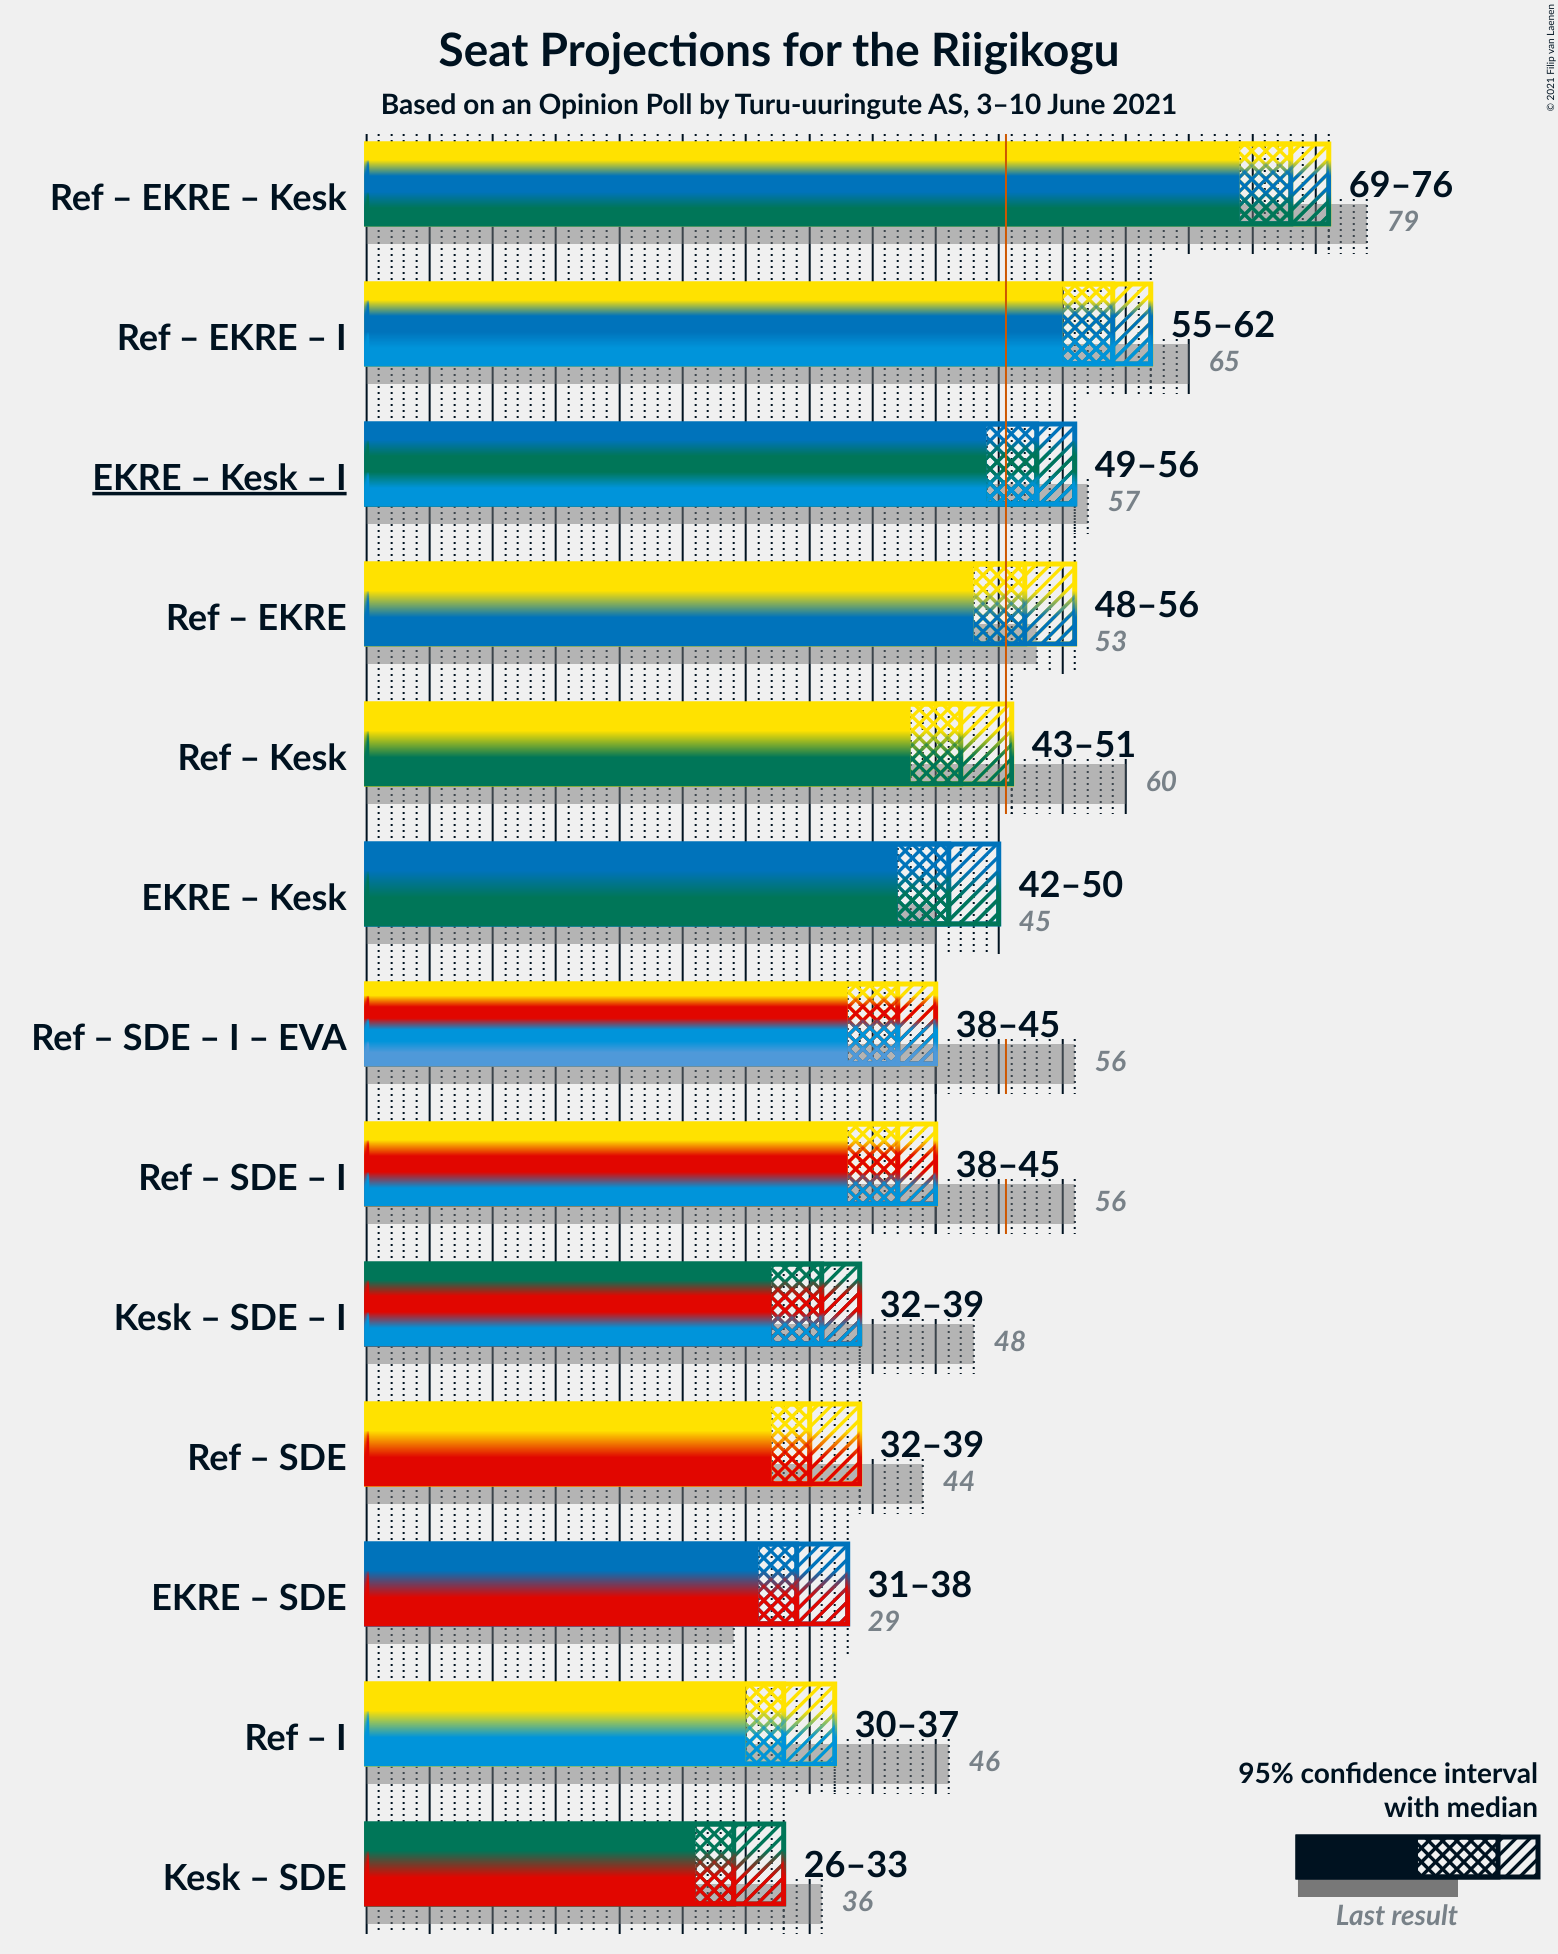 Seat Projections for the Riigikogu
Based on an Opinion Poll by Turu-uuringute AS, 3–10 June 2021
© 2021 Filip van Laenen
Ref – EKRE – Kesk
69–76
79
Ref – EKRE – I
55–62
65
EKRE – Kesk – I
49–56
57
Ref – EKRE
48–56
53
Ref – Kesk
43–51
60
EKRE – Kesk
42–50
45
Ref – SDE – I – EVA
38–45
56
Ref – SDE – I
38–45
56
Kesk – SDE – I
32–39
48
Ref – SDE
32–39
44
EKRE – SDE
31–38
29
Ref – I
30–37
46
Kesk – SDE
26–33
36
95% confidence interval
with median
Last result